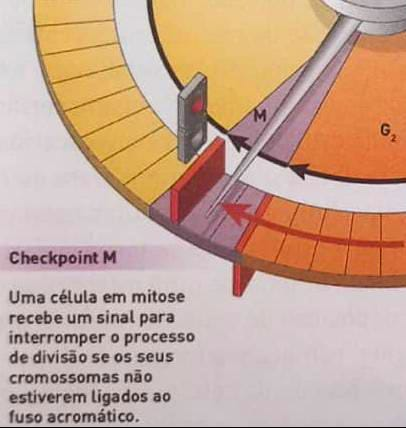 M
G₂
Checkpoint M
Uma célula em mitose
recebe um sinal para
interromper o processo
de divisão se os seus
cromossomas não
estiverem ligados ao
fuso acromático.